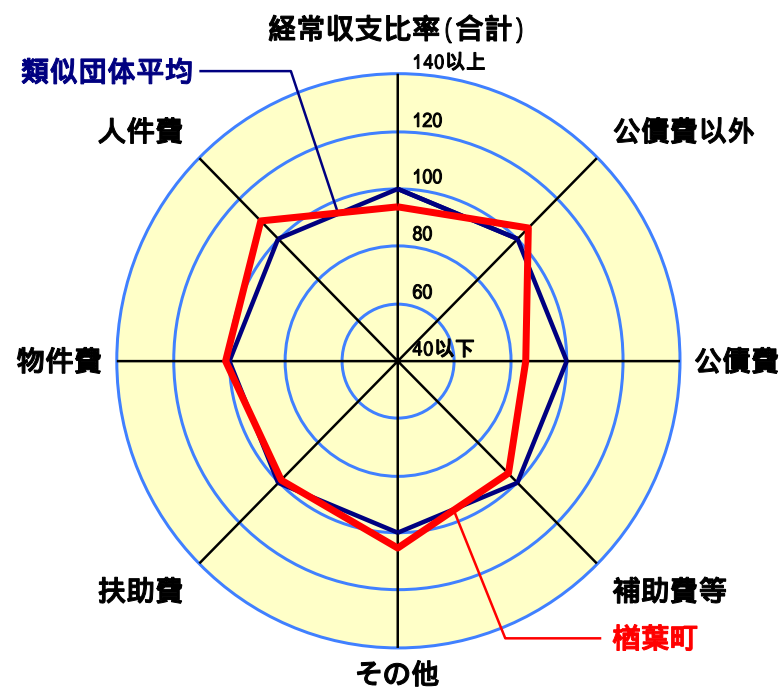 経常収支比率(合計)
140以上
類似団体平均
120
人件費
公債費以外
100
80
60
40以下
物件費
公債費
扶助費
補助費等
楢葉町
その他